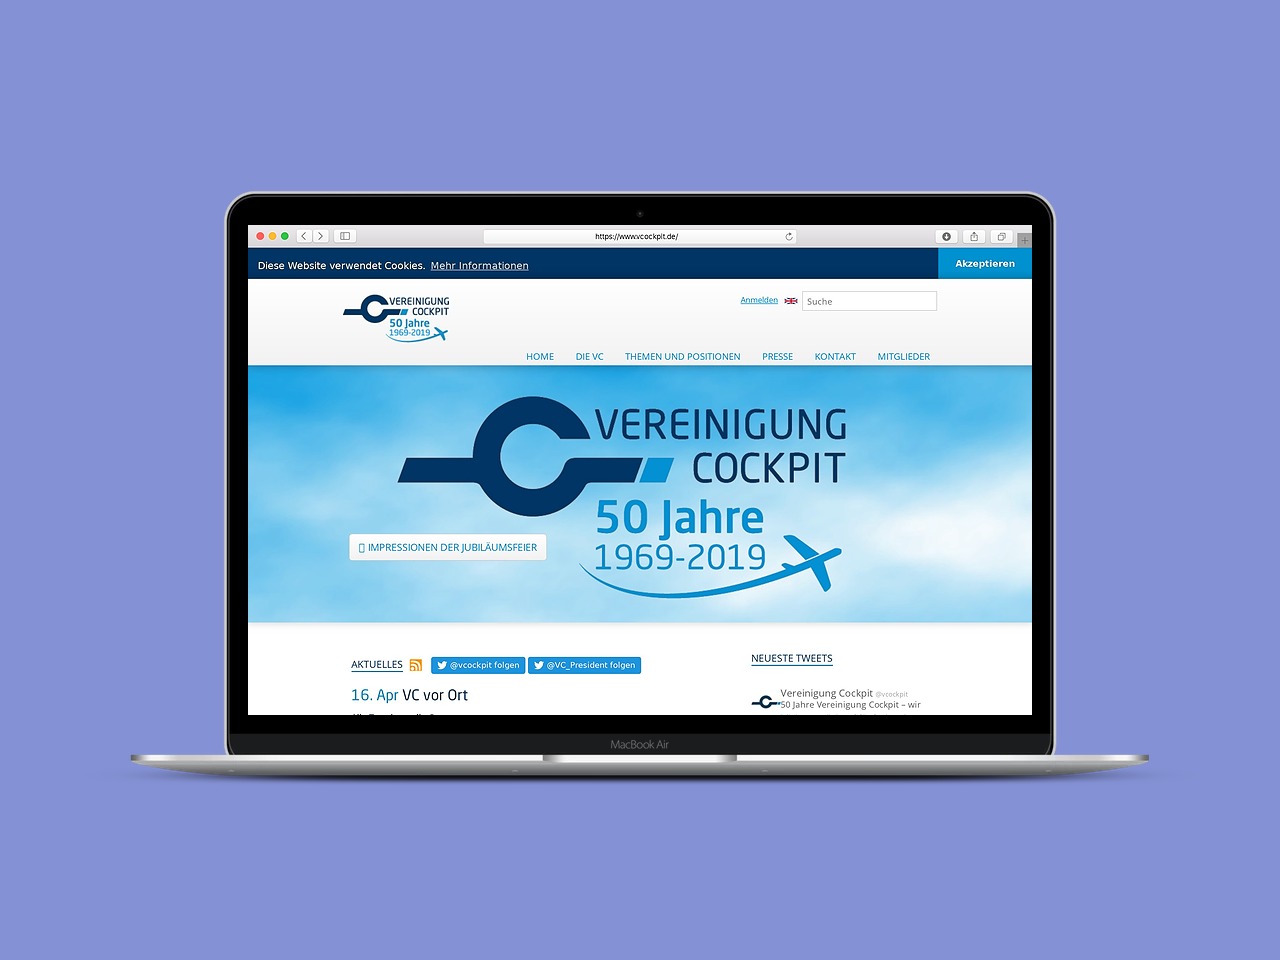 https://www.vcockpit.de/
Diese Website verwendet Cookies. Mehr Informationen
Akzeptieren
VEREINIGUNG
COCKPIT
50 Jahre
1969-2019
Anmelden
Suche
HOME DIE VC THEMEN UND POSITIONEN PRESSE KONTAKT MITGLIEDER
VEREINIGUNG
COCKPIT
50 Jahre
1969-2019
IMPRESSIONEN DER JUBILÄUMSFEIER
AKTUELLES
@vcockpit folgen
@VC_President folgen
16. Apr VC vor Ort
NEUESTE TWEETS
Vereinigung Cockpit @vcockpit
50 Jahre Vereinigung Cockpit – wir
MacBook Air